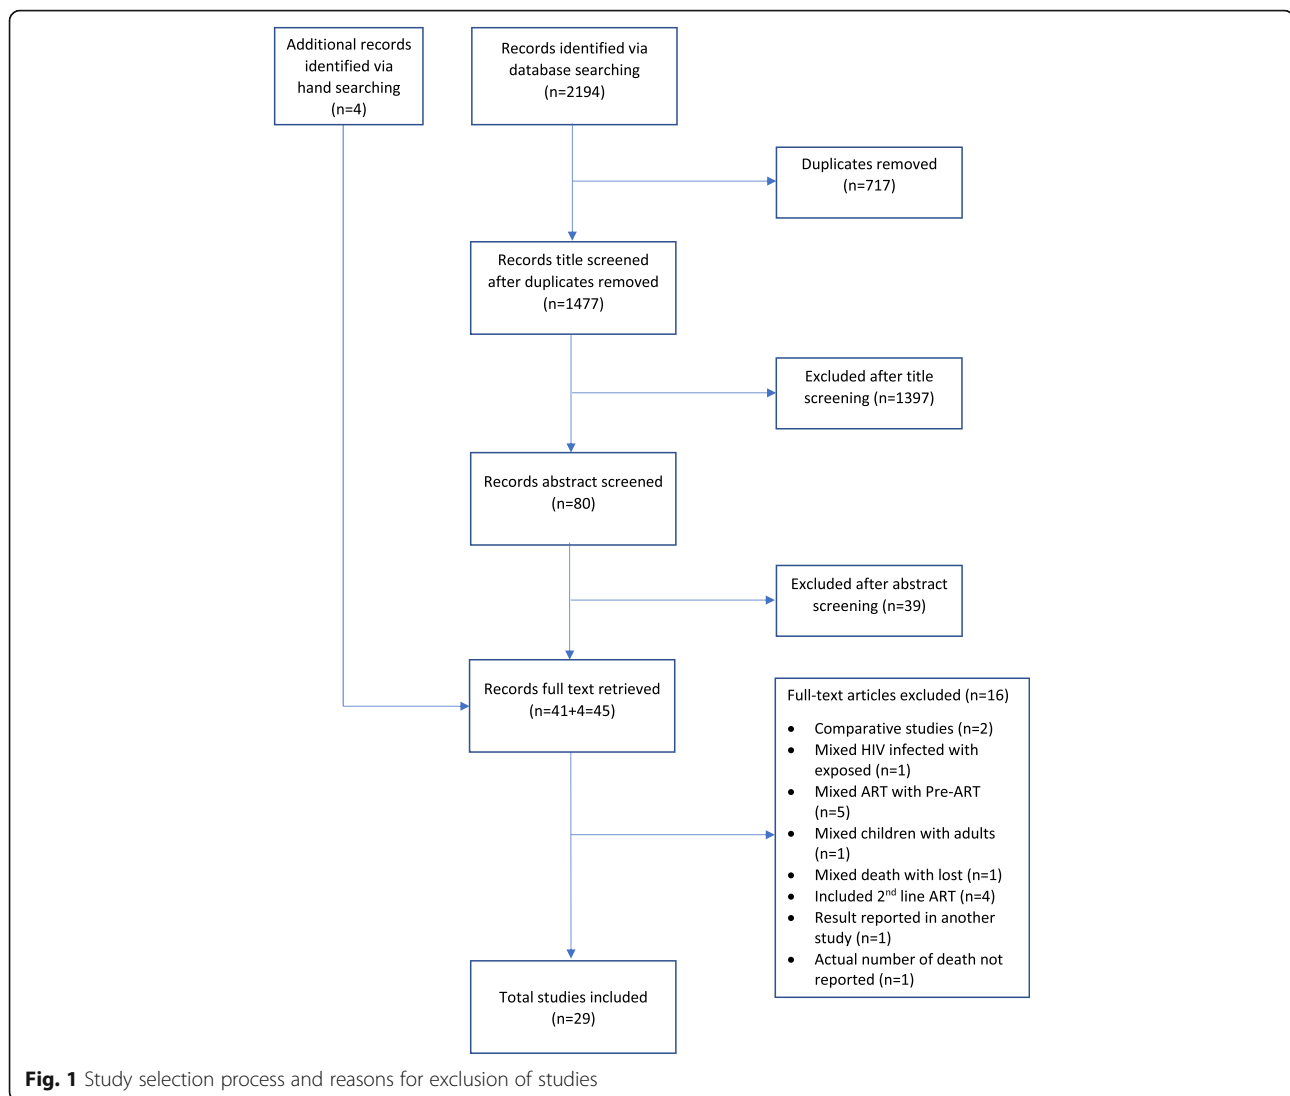 Additional records
identified via
hand searching
(n=4)
Records identified via
database searching
(n=2194)
Duplicates removed
(n=717)
Records title screened
after duplicates removed
(n=1477)
Excluded after title
screening (n=1397)
Records abstract screened
(n=80)
Excluded after abstract
screening (n=39)
Records full text retrieved
(n=41+4=45)
Full-text articles excluded (n=16)
• Comparative studies (n=2)
• Mixed HIV infected with
exposed (n=1)
• Mixed ART with Pre-ART
(n=5)
• Mixed children with adults
(n=1)
• Mixed death with lost (n=1)
• Included 2nd line ART (n=4)
• Result reported in another
study (n=1)
• Actual number of death not
reported (n=1)
Total studies included
(n=29)
Fig. 1 Study selection process and reasons for exclusion of studies